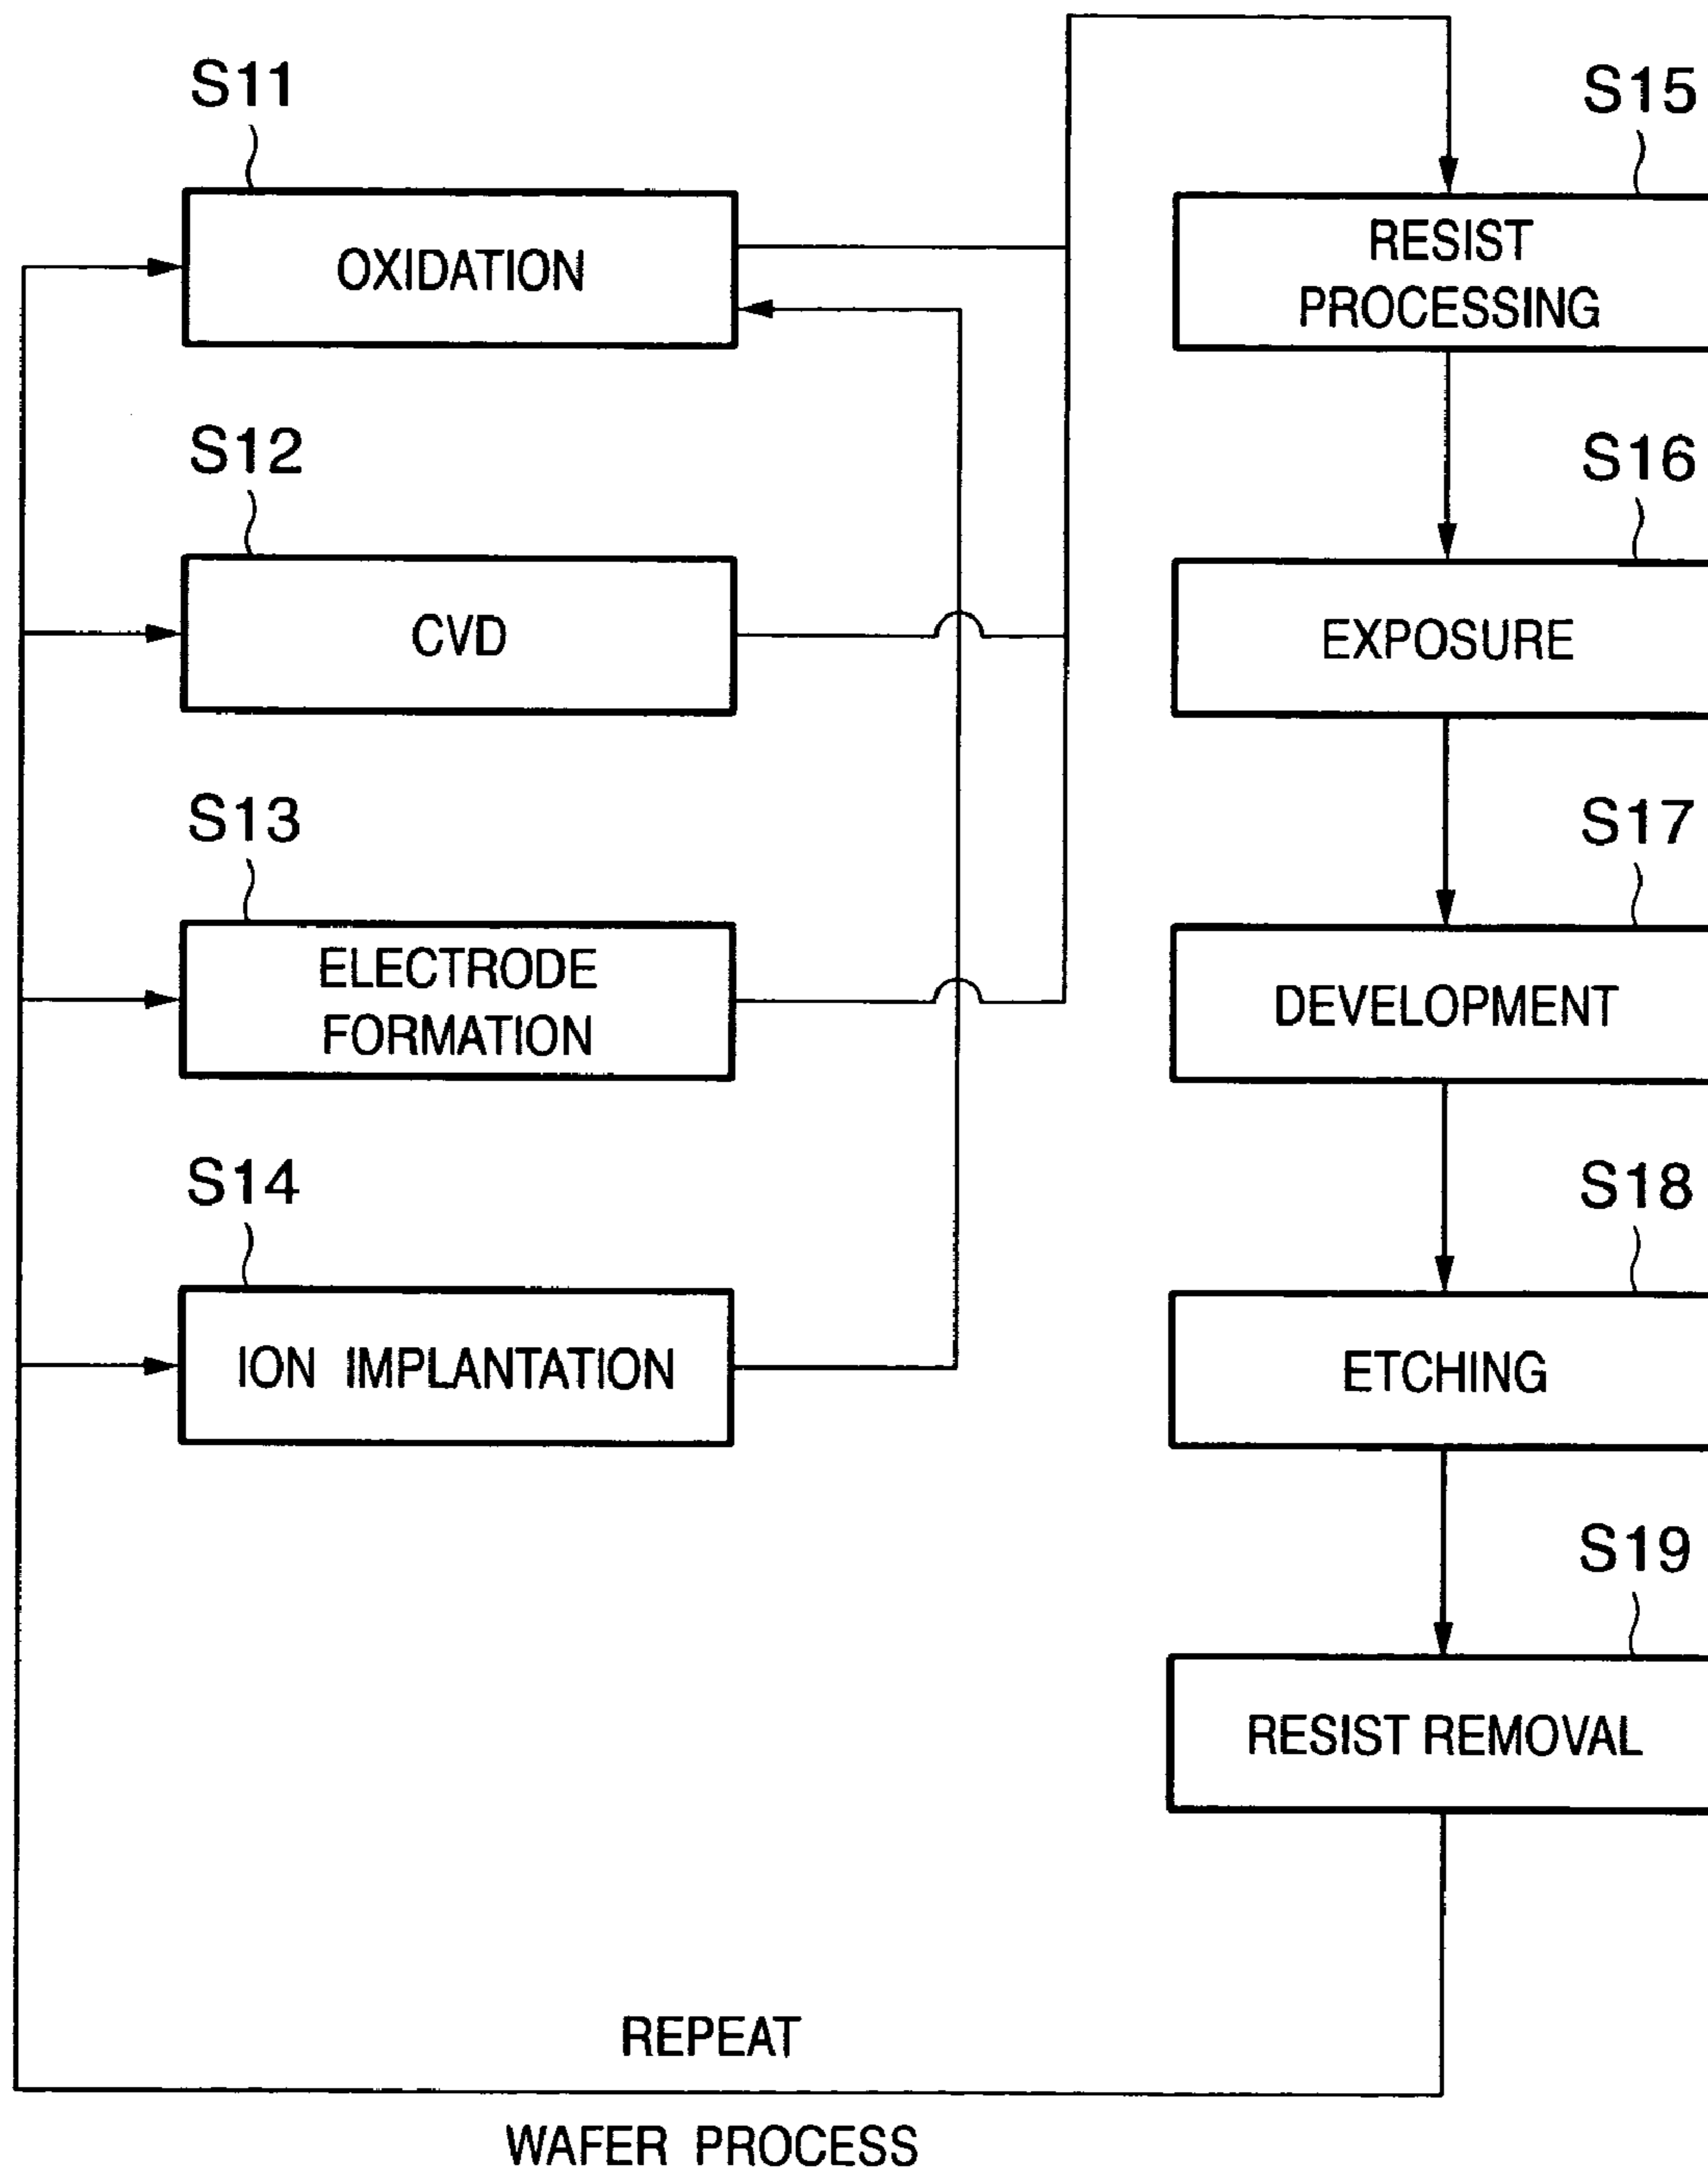 S11
OXIDATION
S12
CVD
S13
ELECTRODE
FORMATION
S14
ION IMPLANTATION
S15
RESIST
PROCESSING
S16
EXPOSURE
S17
DEVELOPMENT
S18
ETCHING
S19
RESIST REMOVAL
REPEAT
WAFER PROCESS